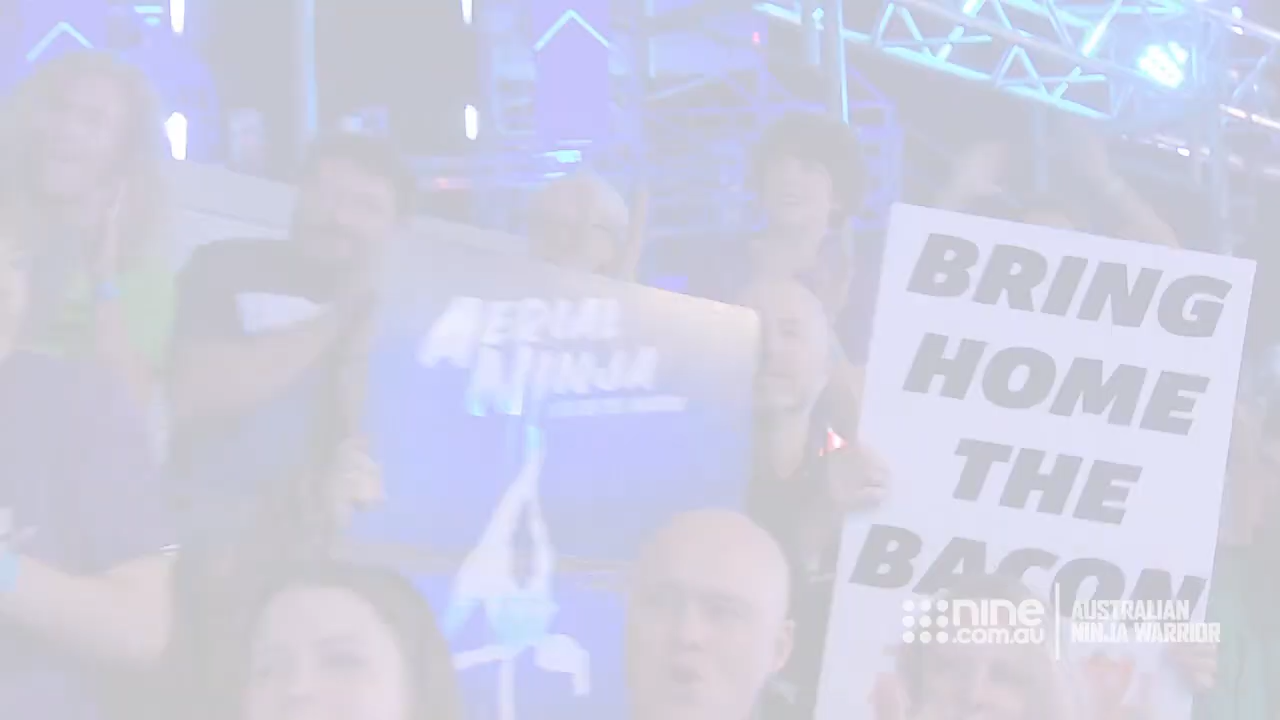 AERIAL
NINJA
BRING
HOME
THE
BACON
nine
.com.au
AUSTRALIAN
NINJA WARRIOR